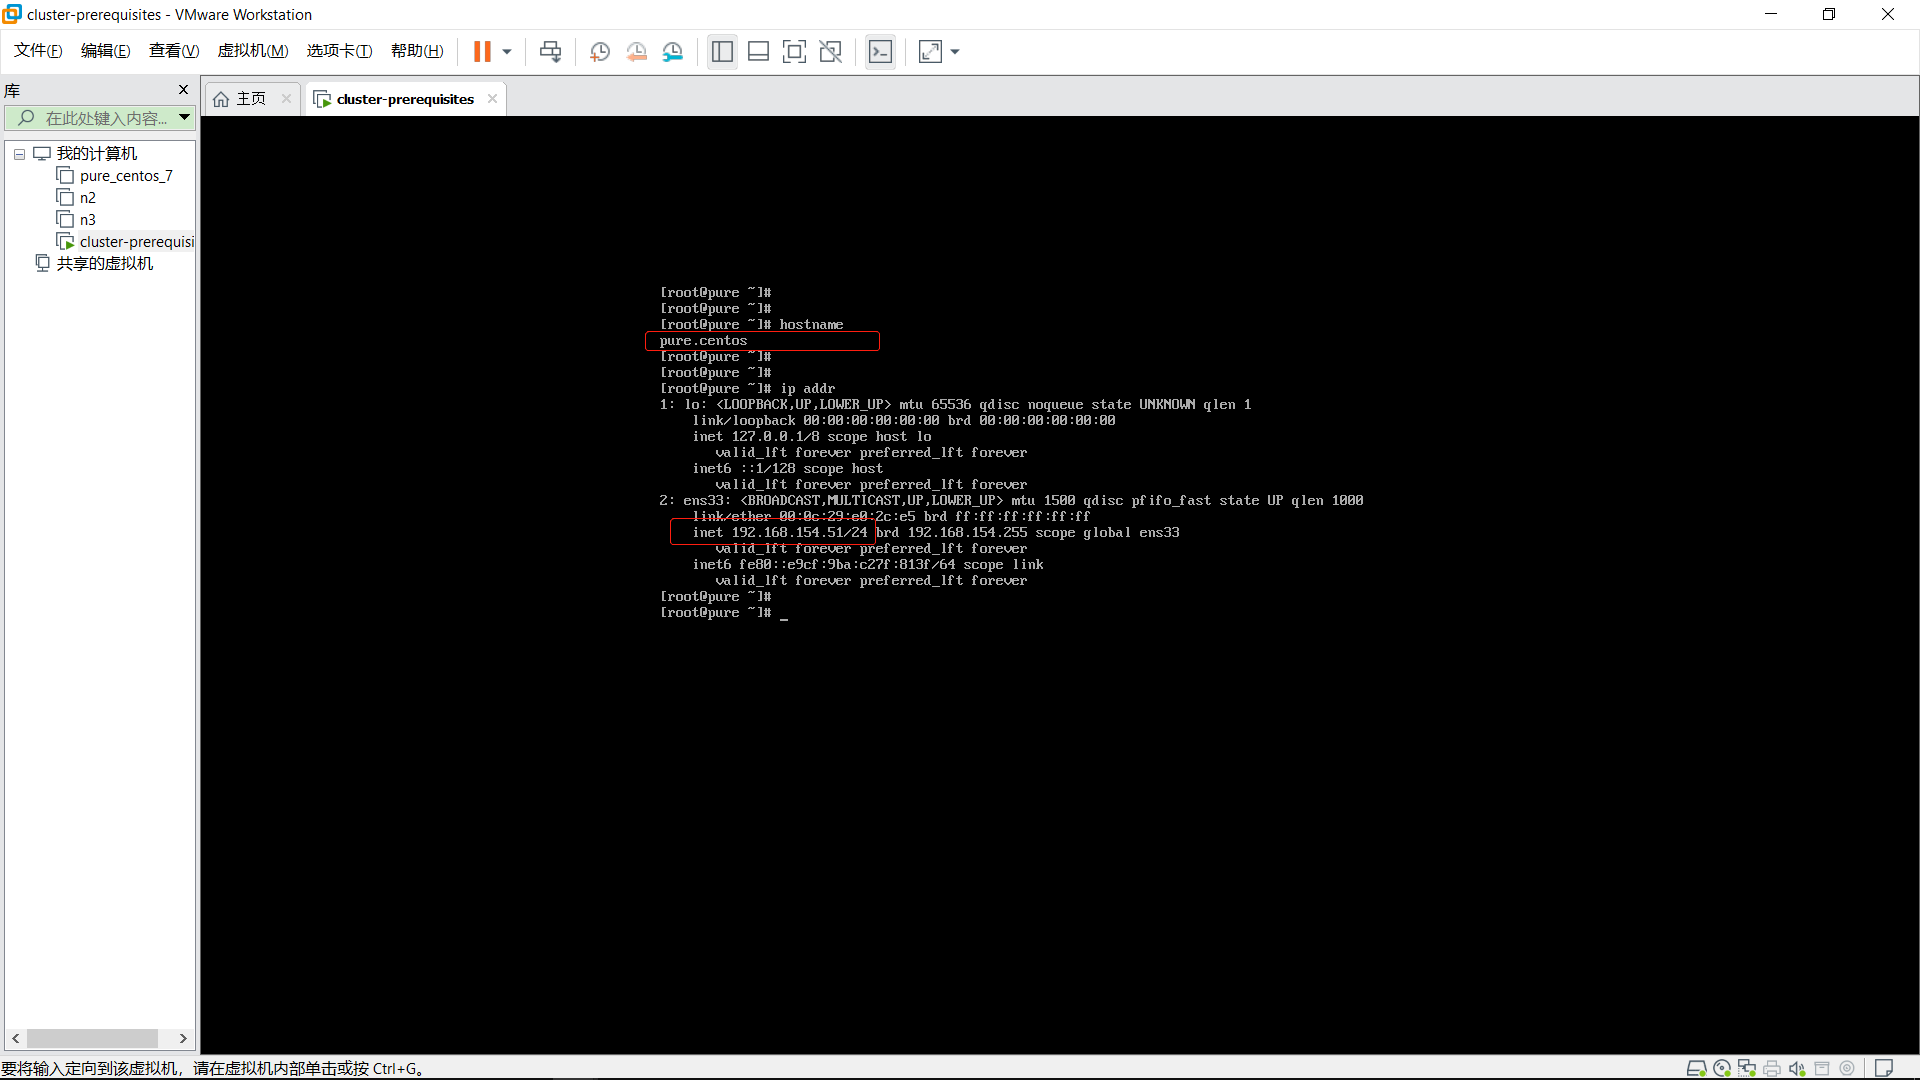 cluster-prerequisites - VMware Workstation
文件(F) 编辑(E) 查看(V) 虚拟机(M) 选项卡(T) 帮助(H)
库
在此处键入内容...
我的计算机
pure_centos_7
n2
n3
cluster-prerequisi
共享的虚拟机
主页
cluster-prerequisites
[root@pure ~]#
[root@pure ~]#
[root@pure ~]# hostname
pure.centos
[root@pure ~]#
[root@pure ~]#
[root@pure ~]# ip addr
1: lo: <LOOPBACK,UP,LOWER_UP> mtu 65536 qdisc noqueue state UNKNOWN qlen 1
link/loopback 00:00:00:00:00:00 brd 00:00:00:00:00:00
inet 127.0.0.1/8 scope host lo
valid_lft forever preferred_lft forever
inet6 ::1/128 scope host
valid_lft forever preferred_lft forever
2: ens33: <BROADCAST,MULTICAST,UP,LOWER_UP> mtu 1500 qdisc pfifo_fast state UP qlen 1000
link/ether 00:0c:29:e0:2c:e5 brd ff:ff:ff:ff:ff:ff
inet 192.168.154.51/24 brd 192.168.154.255 scope global ens33
valid_lft forever preferred_lft forever
inet6 fe80::e9cf:9ba:c27f:813f/64 scope link
valid_lft forever preferred_lft forever
[root@pure ~]#
[root@pure ~]# _
要将输入定向到该虚拟机，请在虚拟机内部单击或按 Ctrl+G。